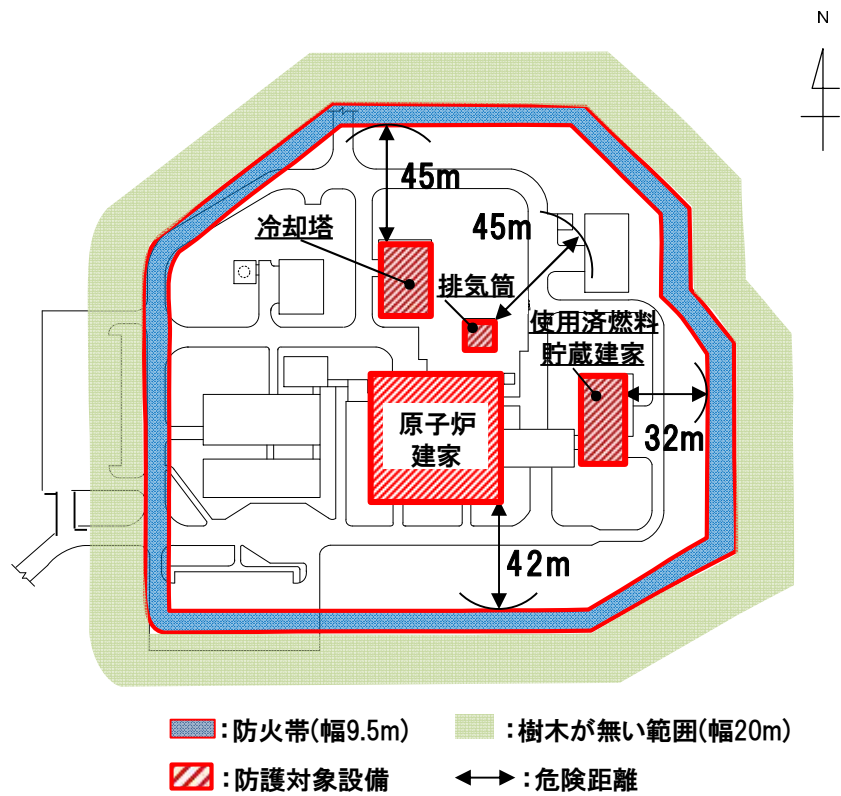 N
45m
冷却塔
45m
排気筒
使用済燃料
貯蔵建家
原子炉
建家
32m
42m
:防火帯(幅9.5m)
:樹木が無い範囲(幅20m)
:防護対象設備
:危険距離